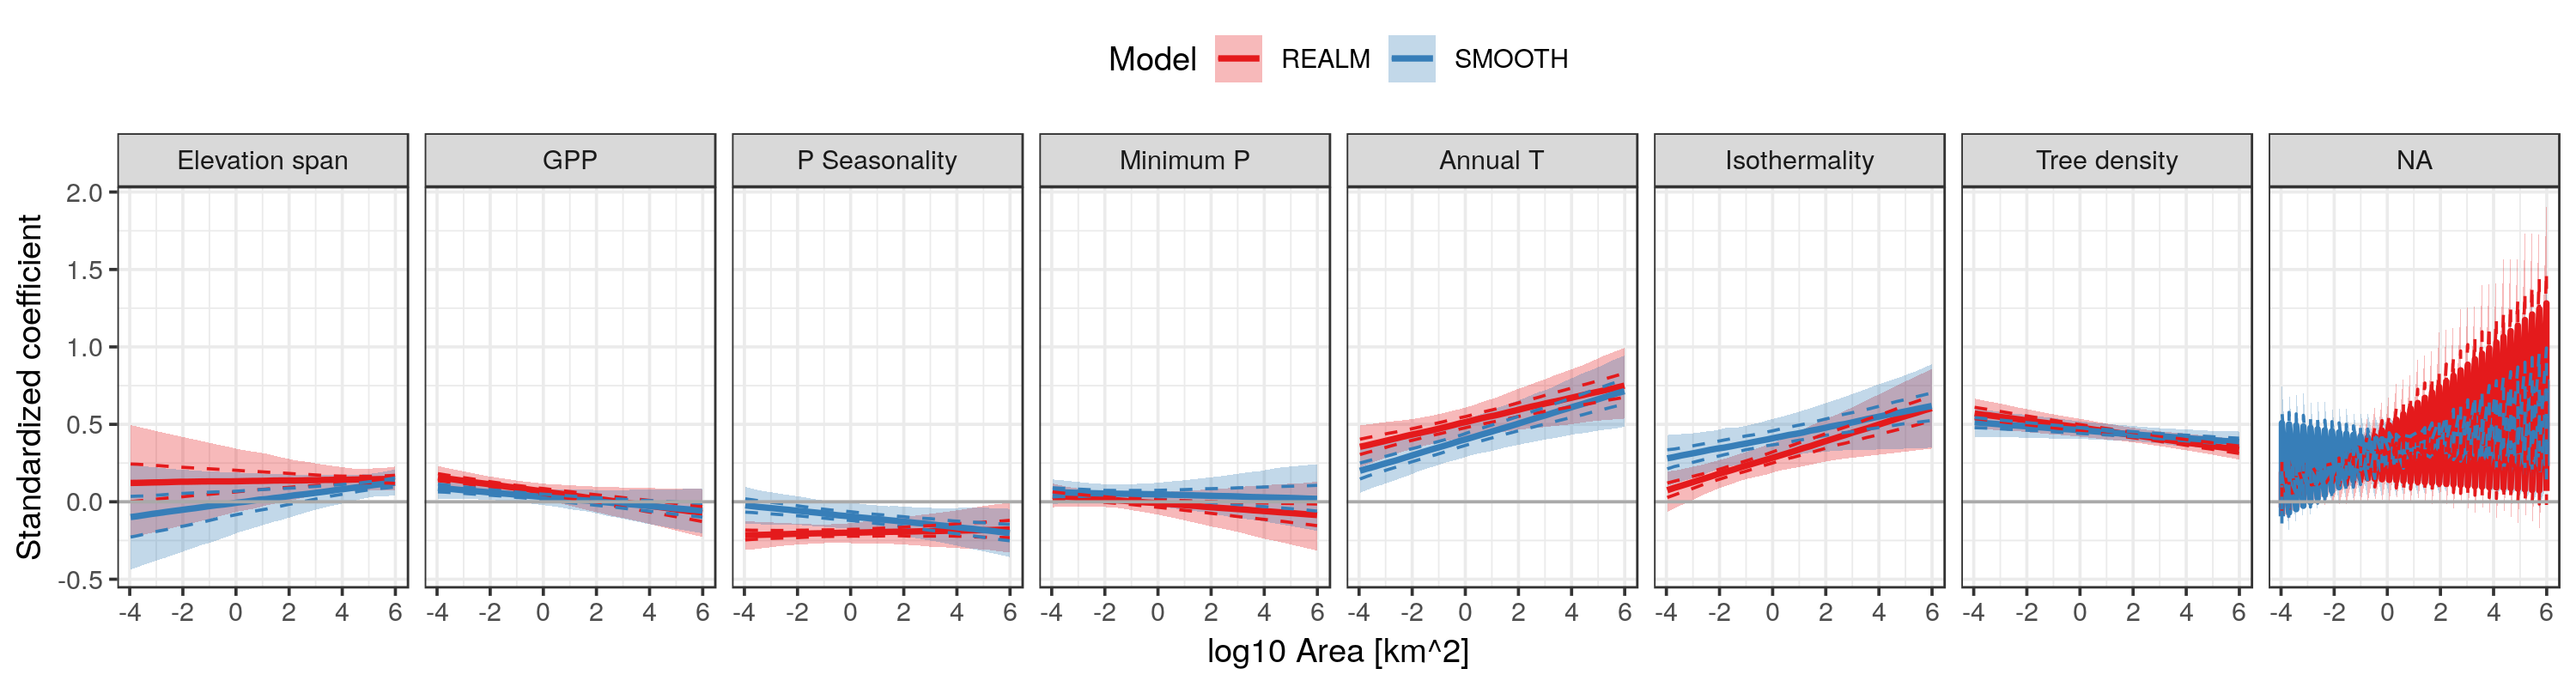 Model REALM SMOOTH
Elevation span GPP P Seasonality Minimum P Annual T Isothermality Tree density NA
Standardized coefficient
2.0
1.5
1.0
0.5
0.0
-0.5
-4 -2 0 2 4 6 -4 -2 0 2 4 6 -4 -2 0 2 4 6 -4 -2 0 2 4 6 -4 -2 0 2 4 6 -4 -2 0 2 4 6 -4 -2 0 2 4 6 -4 -2 0 2 4 6
log10 Area [km^2]